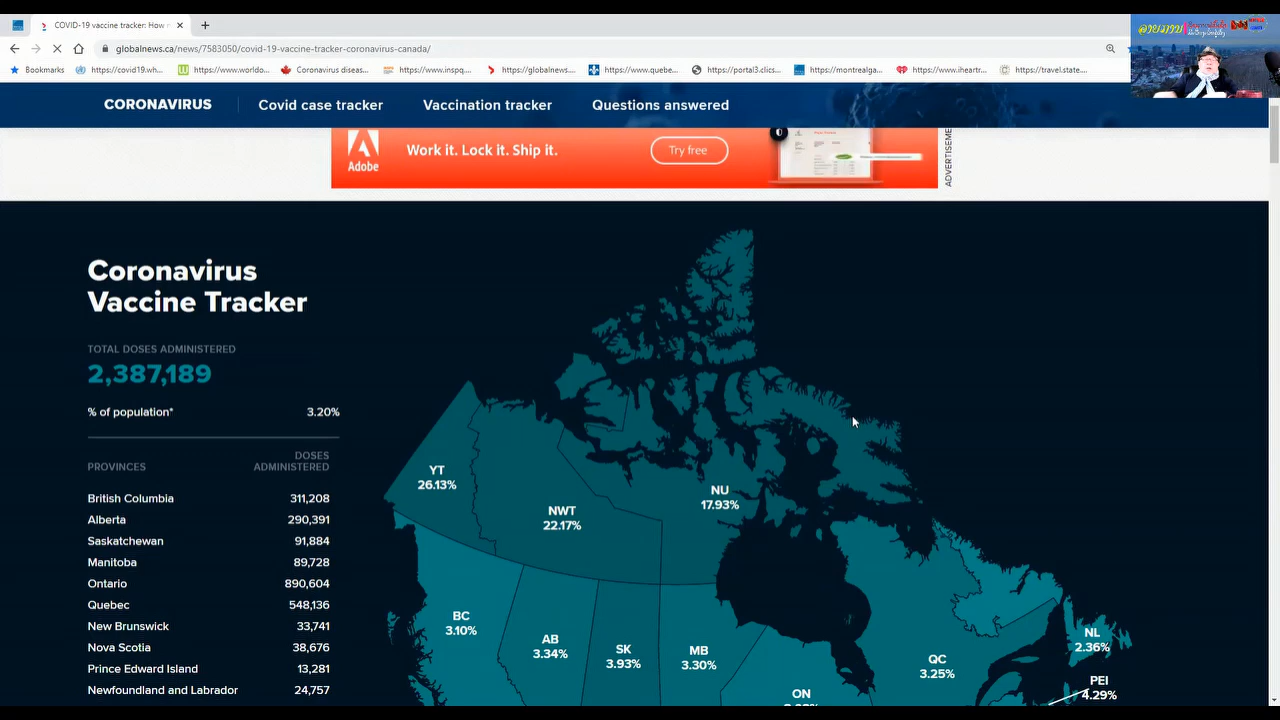 COVID-19 vaccine tracker: How
globalnews.ca/news/7583050/covid-19-vaccine-tracker-coronavirus-canada/
Bookmarks https://covid19.wh... https://www.worldo... Coronavirus diseas... https://www.inspq.... https://globalnews.... https://www.quebe... https://portal3.clics... https://montrealga... https://www.iheartr... https://travel.state....
CORONAVIRUS Covid case tracker Vaccination tracker Questions answered
Adobe
Work it. Lock it. Ship it.
Try free
Coronavirus
Vaccine Tracker
TOTAL DOSES ADMINISTERED
2,387,189
% of population* 3.20%
PROVINCES DOSES
ADMINISTERED
British Columbia 311,208
Alberta 290,391
Saskatchewan 91,884
Manitoba 89,728
Ontario 890,604
Quebec 548,136
New Brunswick 33,741
Nova Scotia 38,676
Prince Edward Island 13,281
Newfoundland and Labrador 24,757
YT
26.13%
NWT
22.17%
NU
17.93%
BC
3.10%
AB
3.34%
SK
3.93%
MB
3.30%
ON
QC
3.25%
NL
2.36%
PEI
4.29%